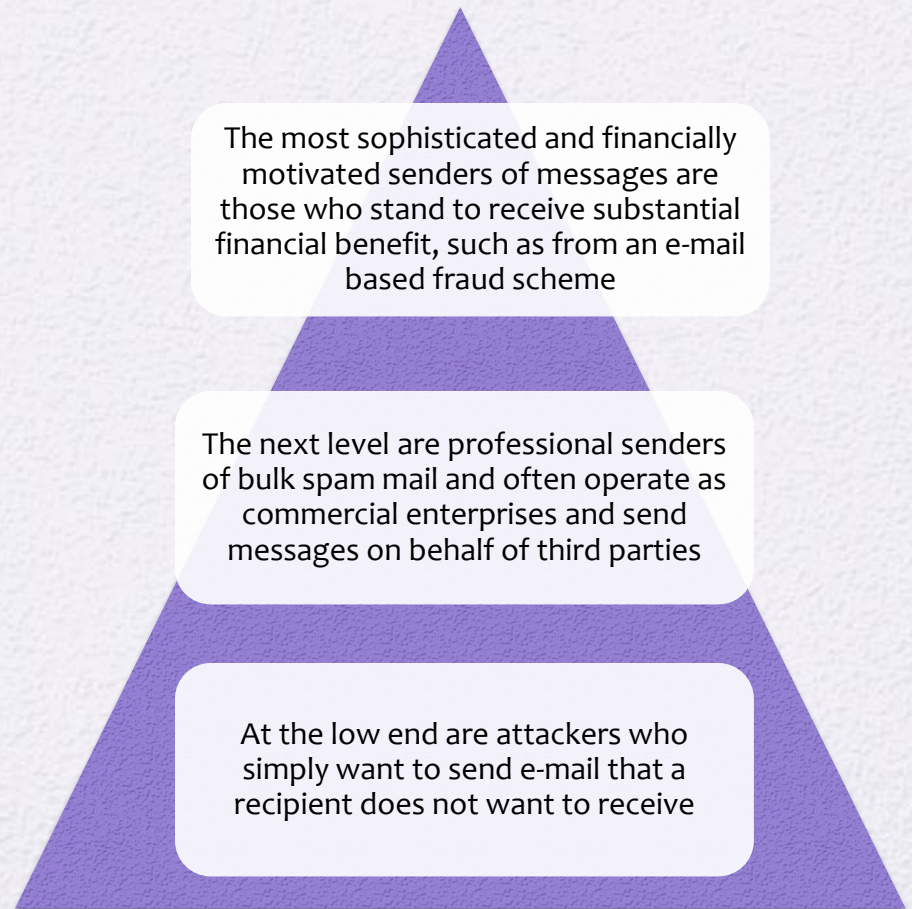 The most sophisticated and financially
motivated senders of messages are
those who stand to receive substantial
financial benefit, such as from an e-mail
based fraud scheme
The next level are professional senders
of bulk spam mail and often operate as
commercial enterprises and send
messages on behalf of third parties
At the low end are attackers who
simply want to send e-mail that a
recipient does not want to receive